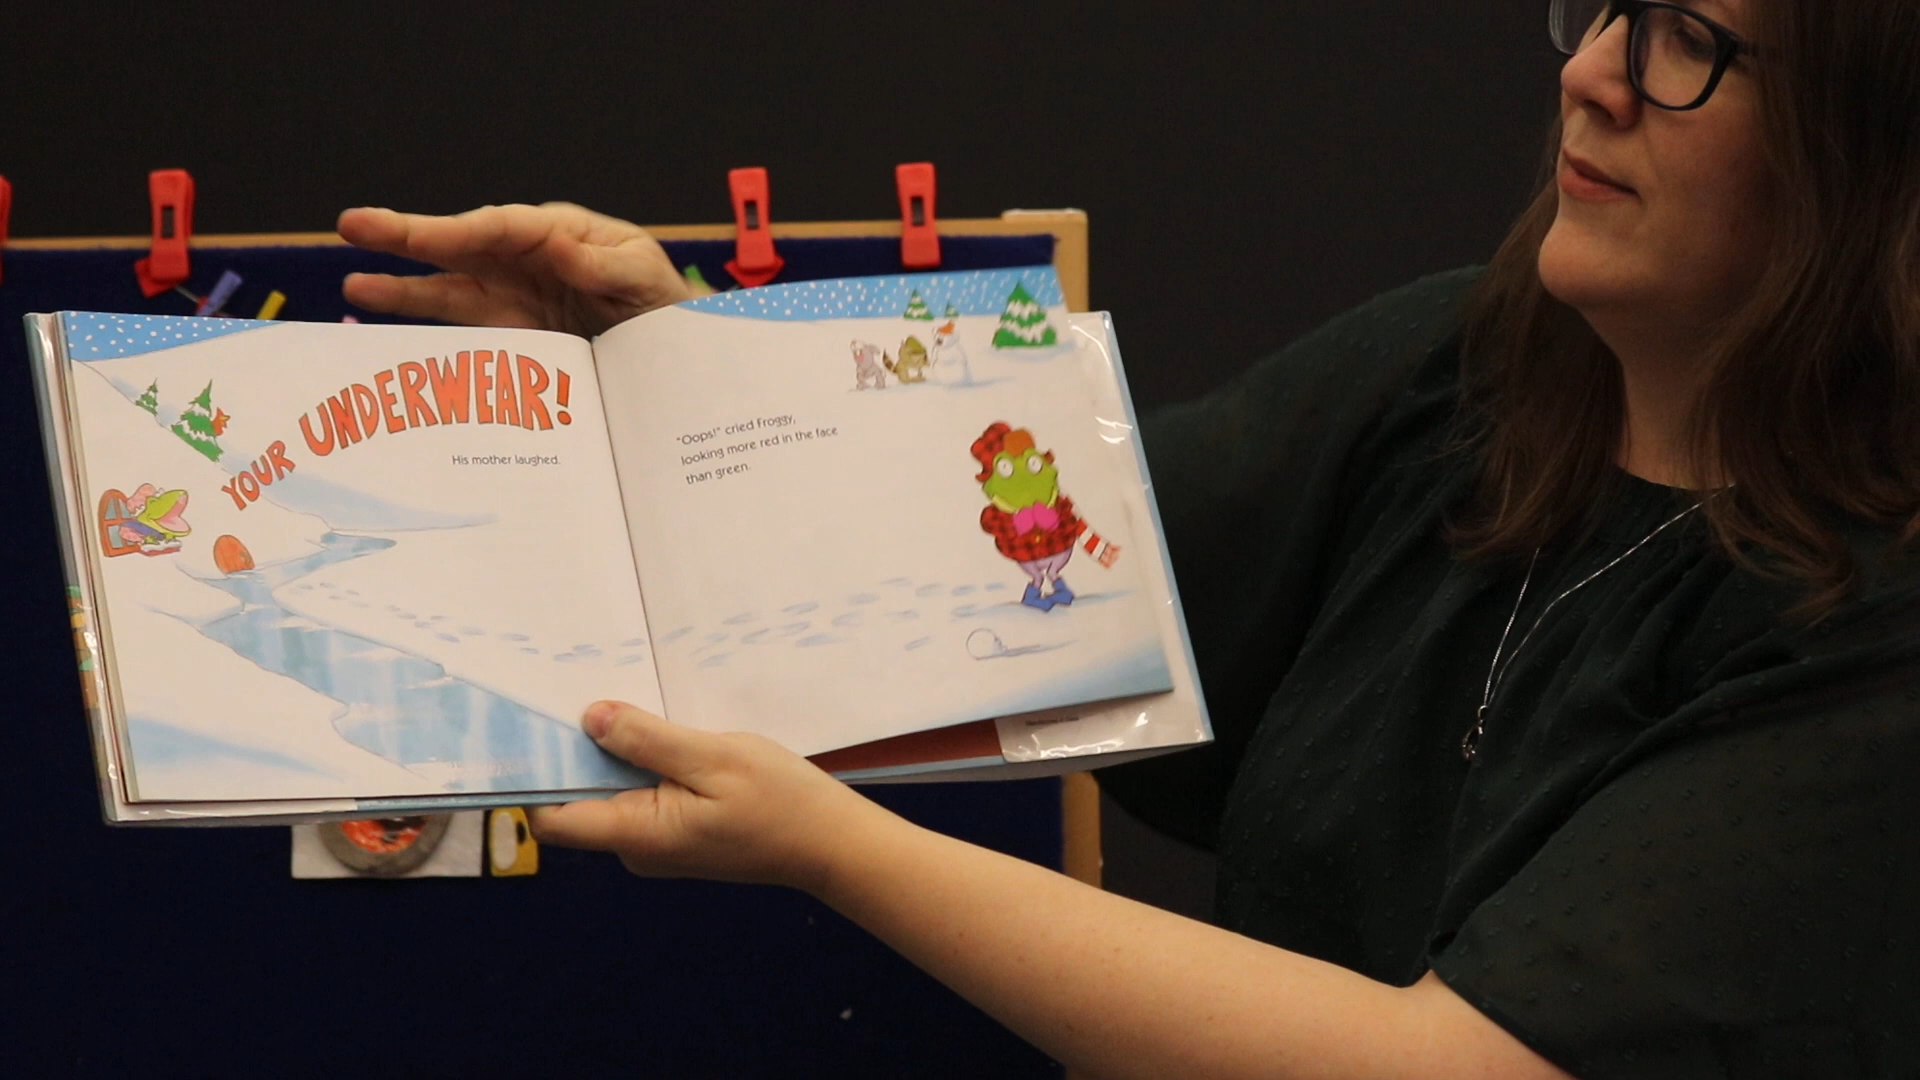 YOUR UNDERWEAR!
His mother laughed.
"Oops!" cried Froggy,
looking more red in the face
than green.